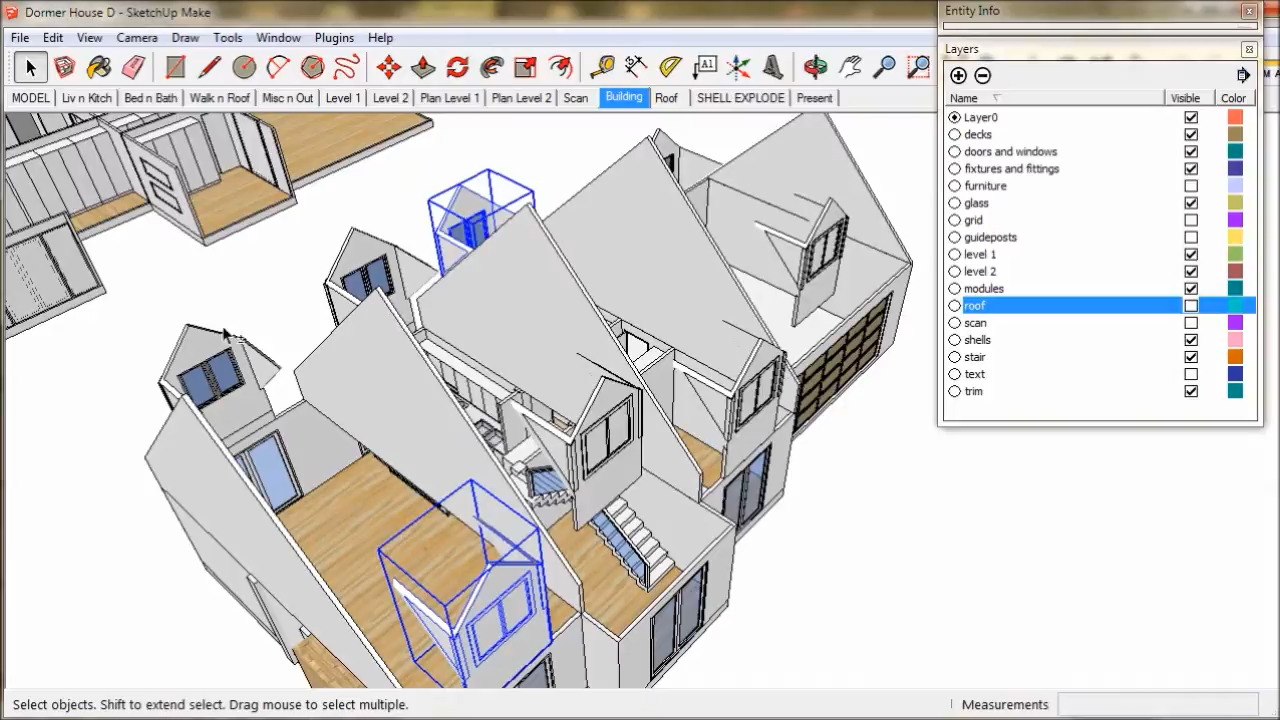 Dormer House D - SketchUp Make
File Edit View Camera Draw Tools Window Plugins Help
A1
MODEL Liv n Kitch Bed n Bath Walk n Roof Misc n Out Level 1 Level 2 Plan Level 1 Plan Level 2 Scan Building Roof SHELL EXPLODE Present
Entity Info
Layers
Name Visible Color
Layer0
decks
doors and windows
fixtures and fittings
furniture
glass
grid
guideposts
level 1
level 2
modules
roof
scan
shells
stair
text
trim
Select objects. Shift to extend select. Drag mouse to select multiple.
Measurements